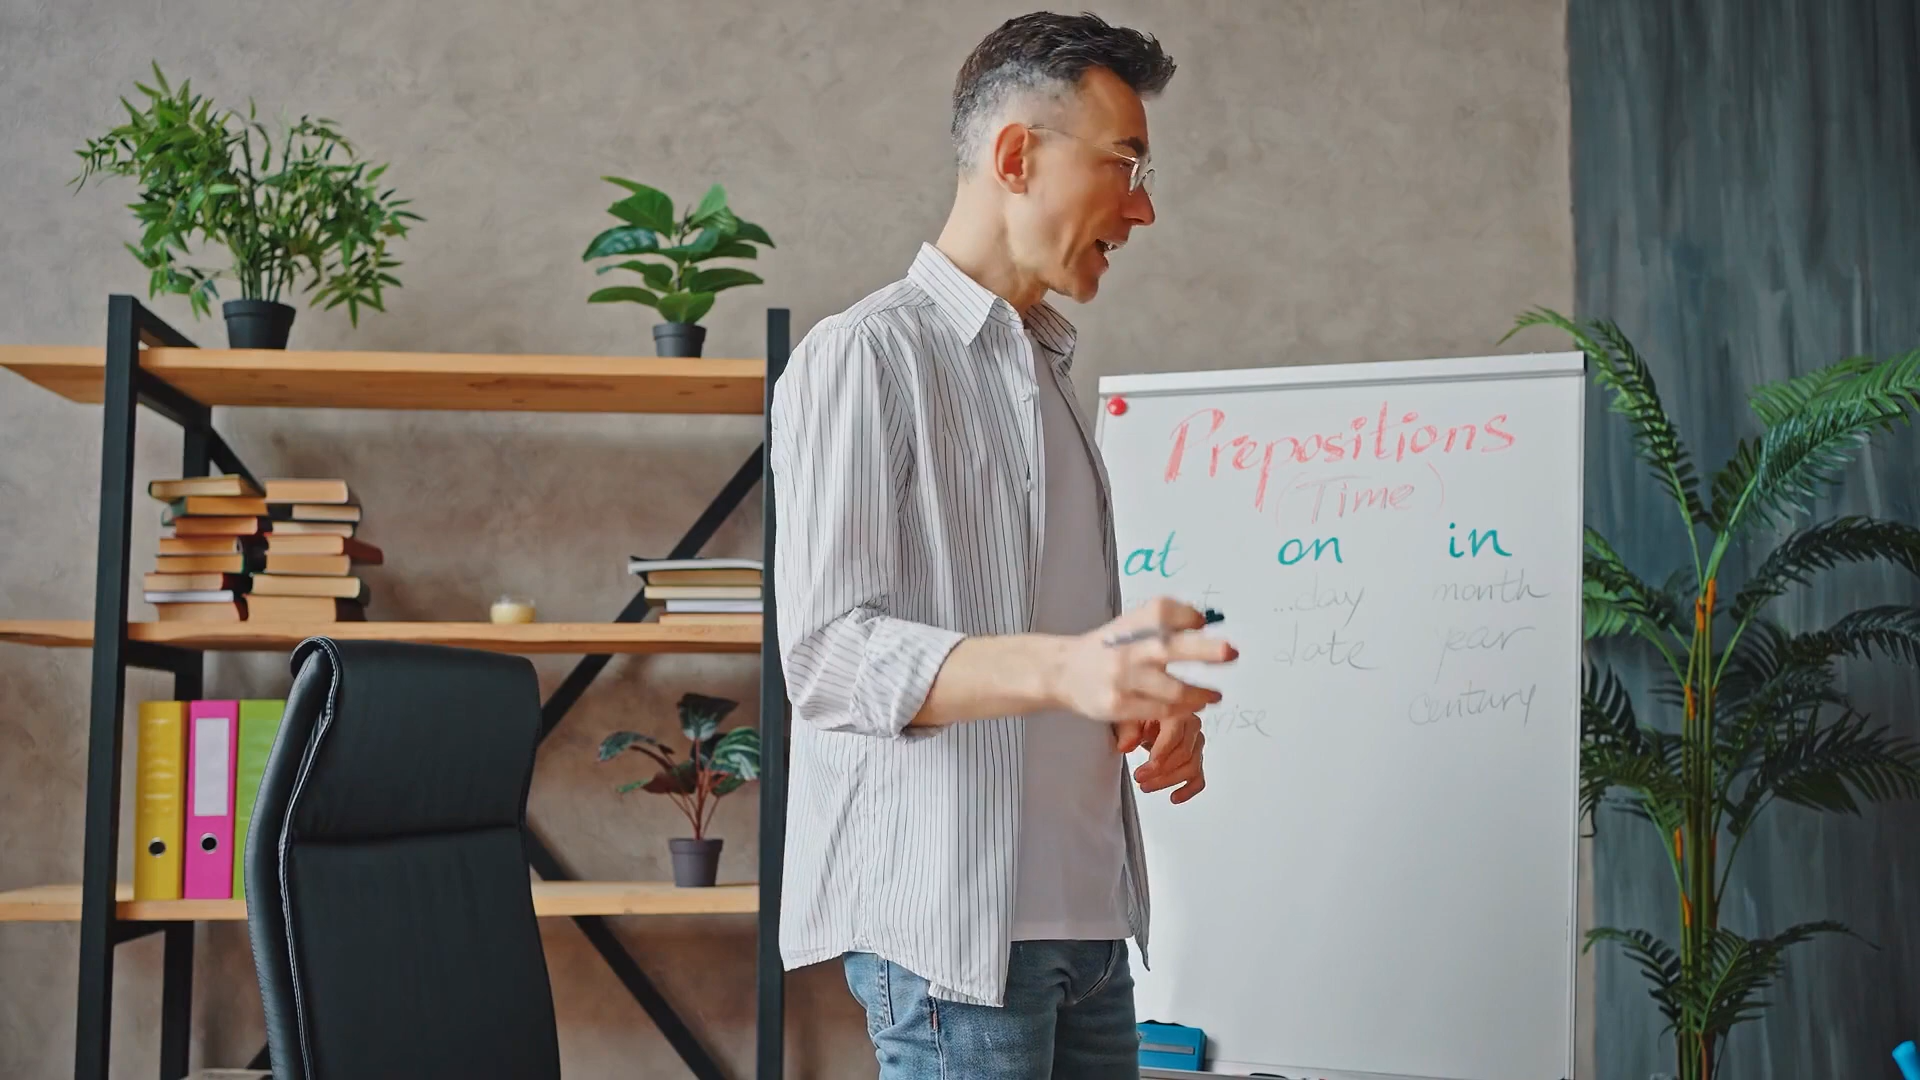 Prepositions
(Time)
at on in
...day month
date year
century